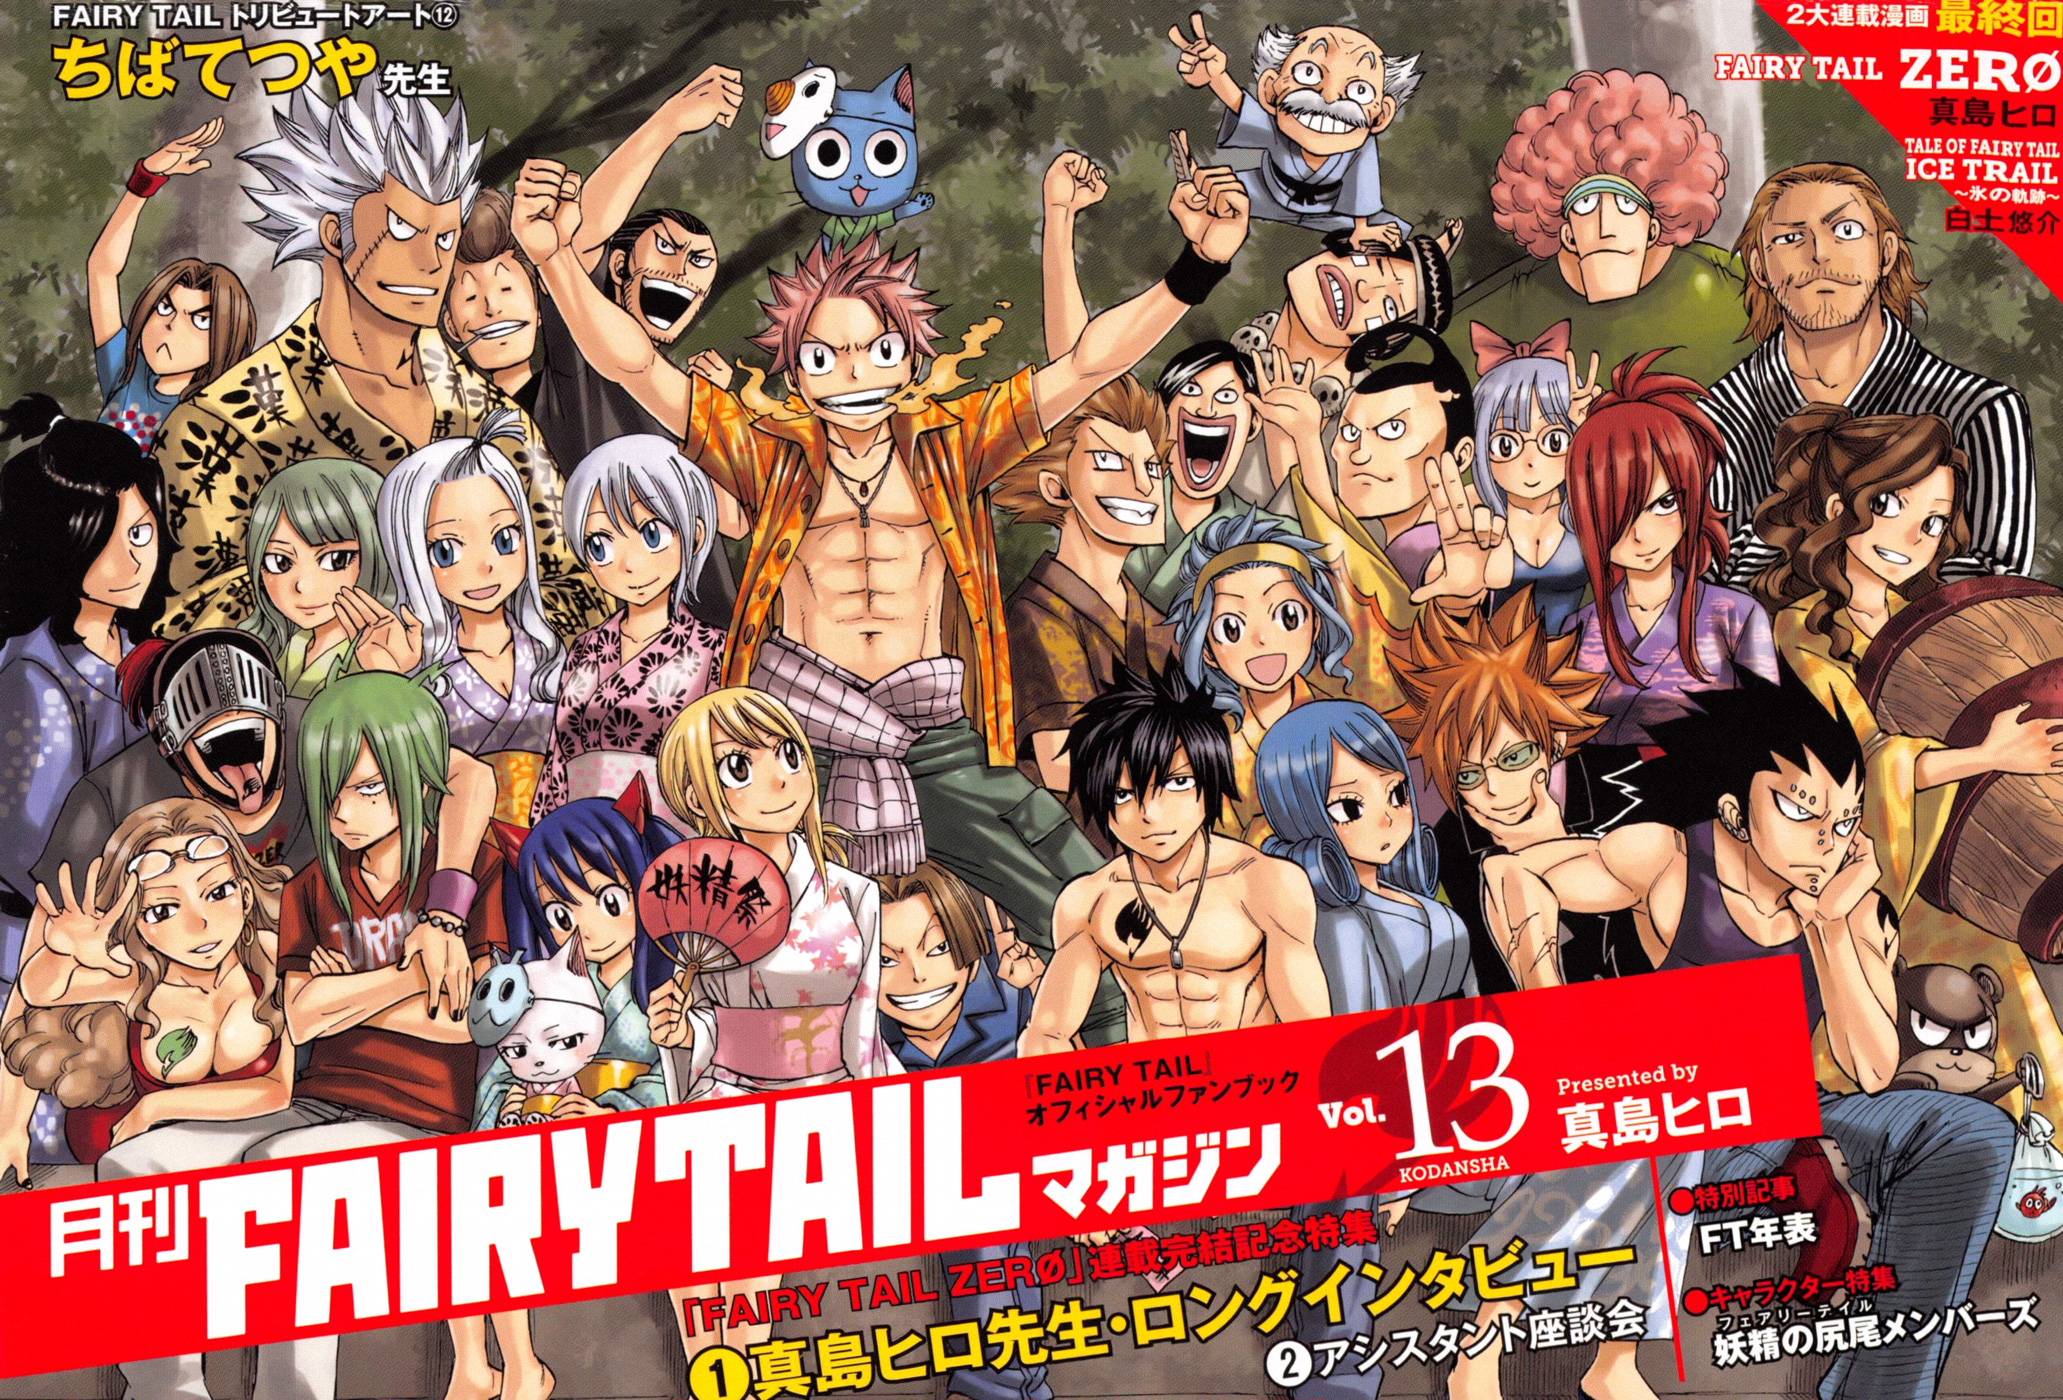 FAIRY TAIL トリビュートアート⑫
ちばてつや先生
2大連載漫画 最終回
FAIRY TAIL ZERØ
真島ヒロ
TALE OF FAIRY TAIL
ICE TRAIL
～氷の軌跡～
白土悠介
漢
漢
漢
妖精祭
『FAIRY TAIL』
オフィシャルファンブック
月刊 FAIRY TAIL マガジン
Vol. 13
KODANSHA
Presented by
真島ヒロ
「FAIRY TAIL ZERØ」連載完結記念特集
①真島ヒロ先生・ロングインタビュー
②アシスタント座談会
●特別記事
FT年表
●キャラクター特集
フェアリーテイル
妖精の尻尾メンバーズ